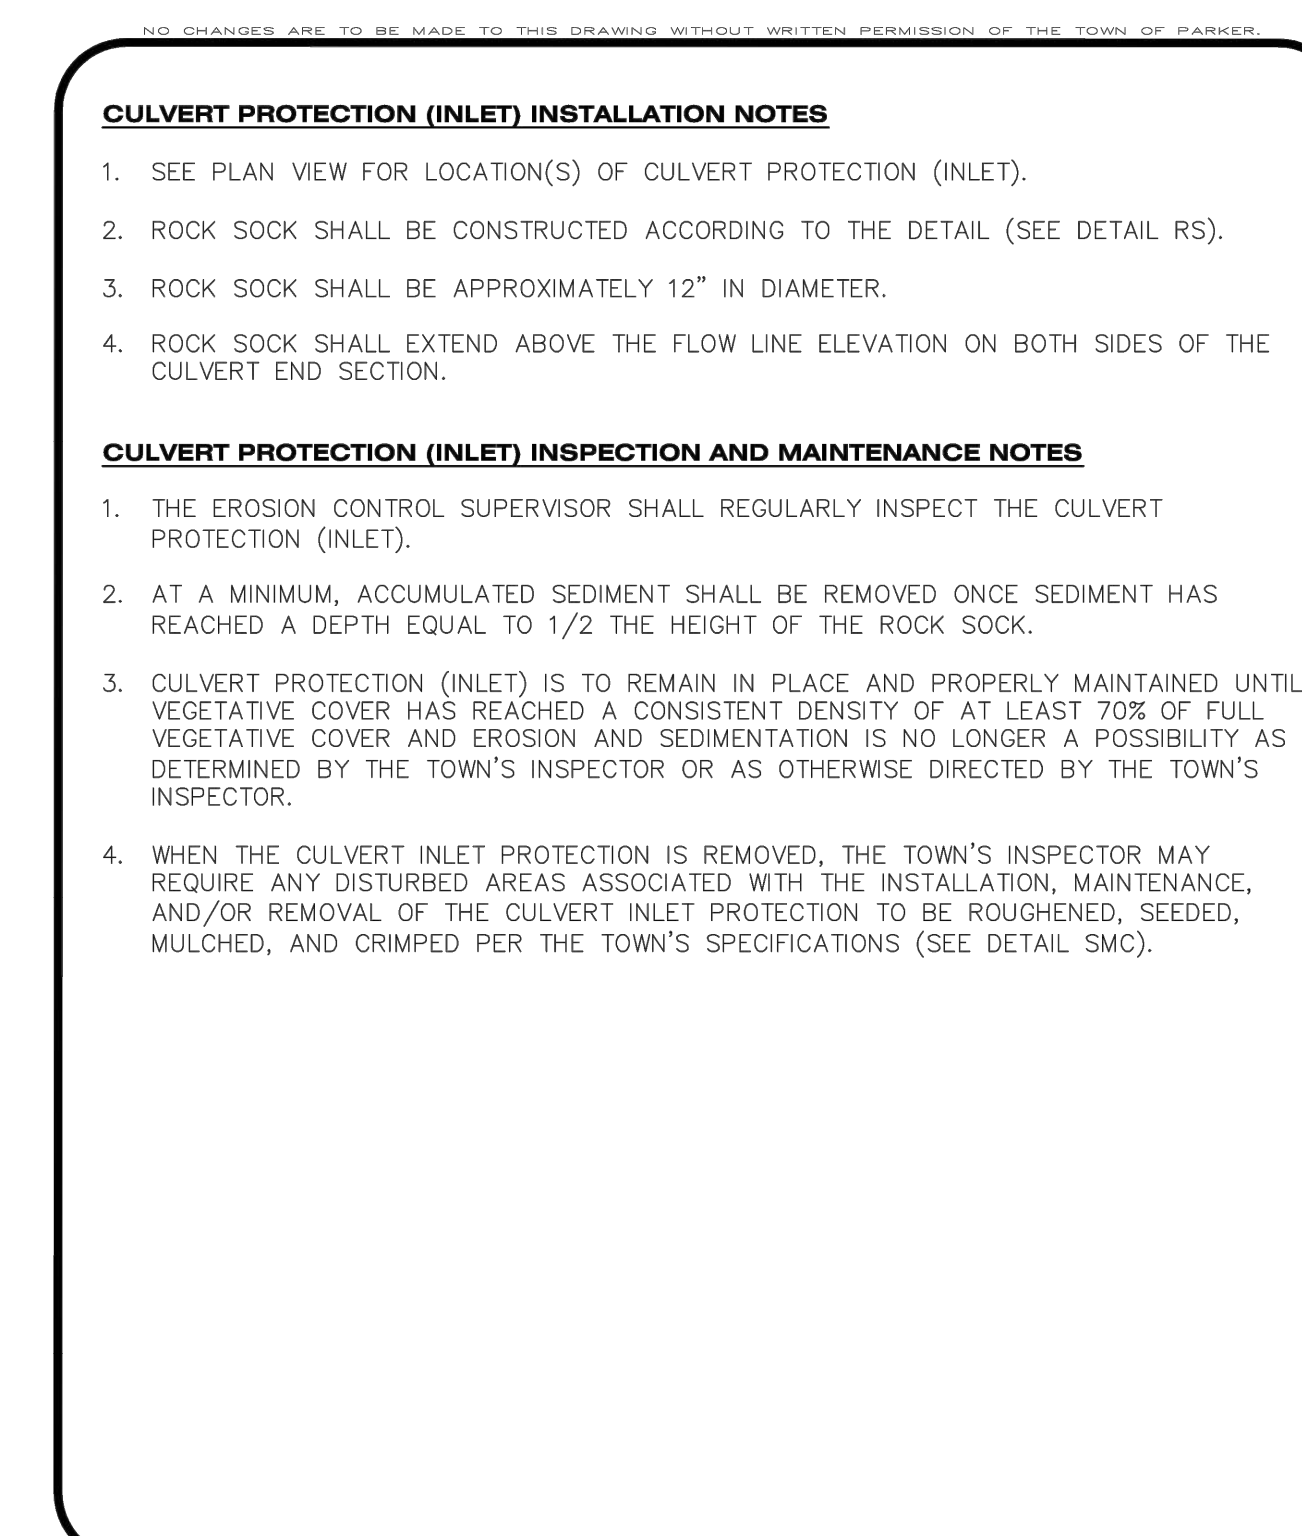 NO CHANGES ARE TO BE MADE TO THIS DRAWING WITHOUT WRITTEN PERMISSION OF THE TOWN OF PARKER.
CULVERT PROTECTION (INLET) INSTALLATION NOTES
1. SEE PLAN VIEW FOR LOCATION(S) OF CULVERT PROTECTION (INLET).
2. ROCK SOCK SHALL BE CONSTRUCTED ACCORDING TO THE DETAIL (SEE DETAIL RS).
3. ROCK SOCK SHALL BE APPROXIMATELY 12” IN DIAMETER.
4. ROCK SOCK SHALL EXTEND ABOVE THE FLOW LINE ELEVATION ON BOTH SIDES OF THE
CULVERT END SECTION.
CULVERT PROTECTION (INLET) INSPECTION AND MAINTENANCE NOTES
1. THE EROSION CONTROL SUPERVISOR SHALL REGULARLY INSPECT THE CULVERT
PROTECTION (INLET).
2. AT A MINIMUM, ACCUMULATED SEDIMENT SHALL BE REMOVED ONCE SEDIMENT HAS
REACHED A DEPTH EQUAL TO 1/2 THE HEIGHT OF THE ROCK SOCK.
3. CULVERT PROTECTION (INLET) IS TO REMAIN IN PLACE AND PROPERLY MAINTAINED UNTIL
VEGETATIVE COVER HAS REACHED A CONSISTENT DENSITY OF AT LEAST 70% OF FULL
VEGETATIVE COVER AND EROSION AND SEDIMENTATION IS NO LONGER A POSSIBILITY AS
DETERMINED BY THE TOWN’S INSPECTOR OR AS OTHERWISE DIRECTED BY THE TOWN’S
INSPECTOR.
4. WHEN THE CULVERT INLET PROTECTION IS REMOVED, THE TOWN’S INSPECTOR MAY
REQUIRE ANY DISTURBED AREAS ASSOCIATED WITH THE INSTALLATION, MAINTENANCE,
AND/OR REMOVAL OF THE CULVERT INLET PROTECTION TO BE ROUGHENED, SEEDED,
MULCHED, AND CRIMPED PER THE TOWN’S SPECIFICATIONS (SEE DETAIL SMC).